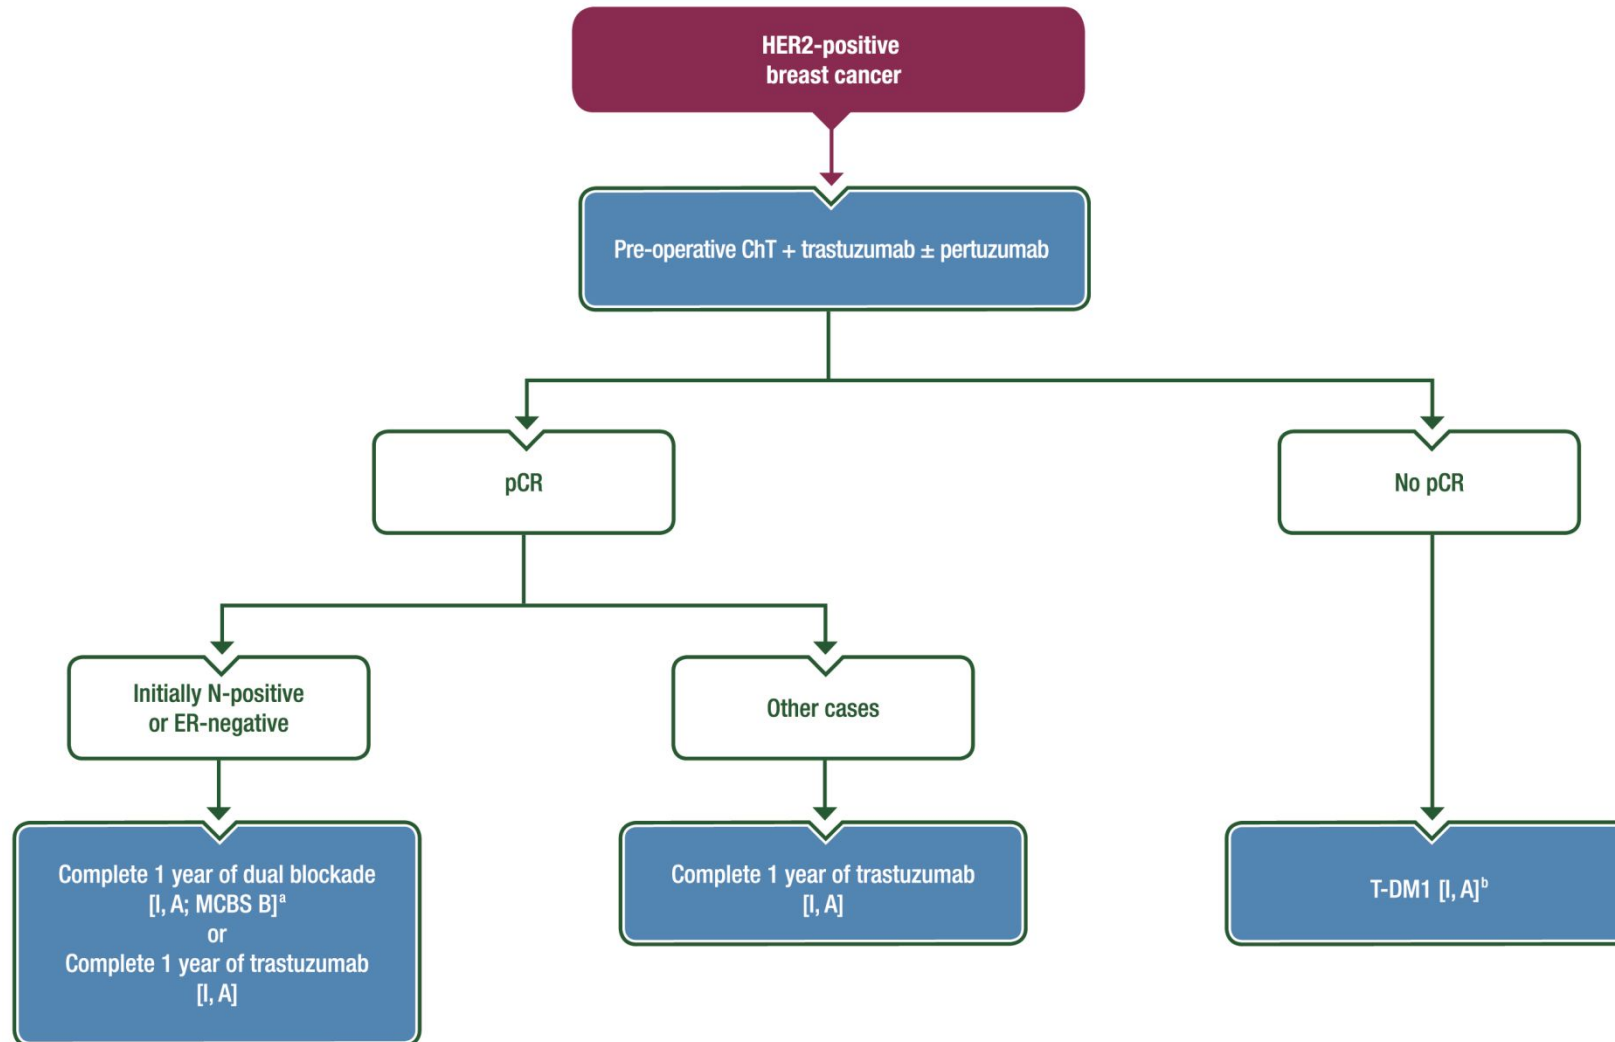 HER2-positive
breast cancer
Pre-operative ChT + trastuzumab ± pertuzumab
pCR
No pCR
Initially N-positive
or ER-negative
Other cases
Complete 1 year of dual blockade
[I, A; MCBS B]ᵃ
or
Complete 1 year of trastuzumab
[I, A]
Complete 1 year of trastuzumab
[I, A]
T-DM1 [I, A]ᵇ